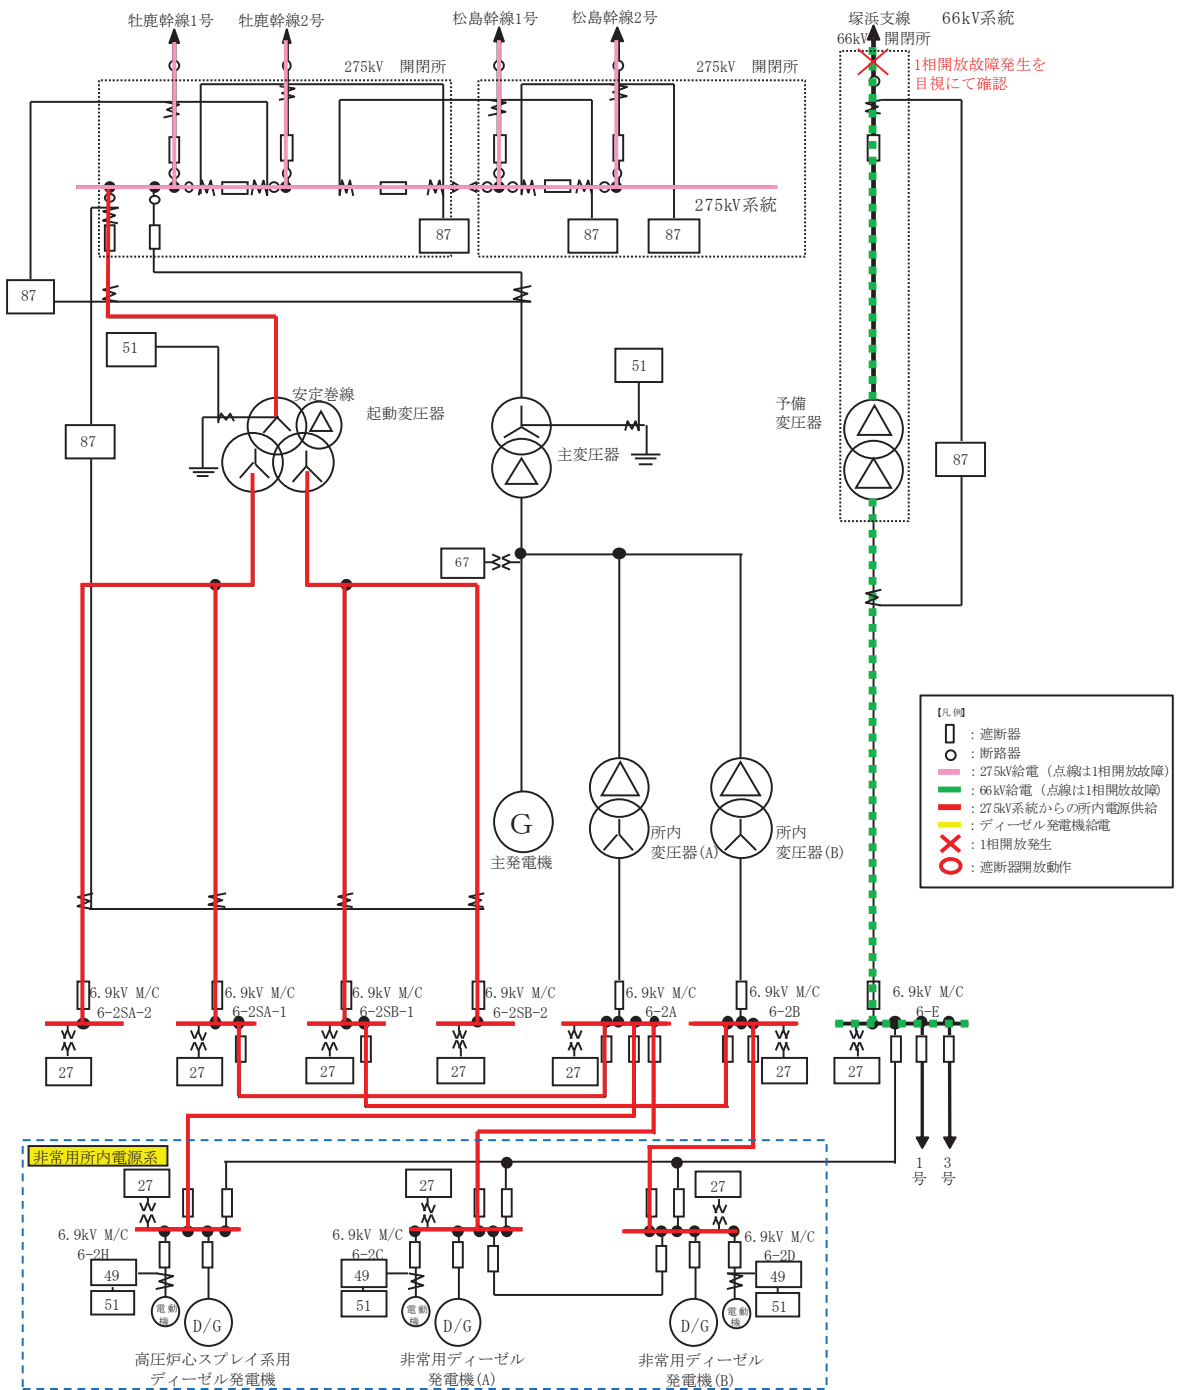 牡鹿幹線1号
牡鹿幹線2号
松島幹線1号
松島幹線2号
塚浜支線
66kV系統
66kV 開閉所
275kV 開閉所
275kV 開閉所
1相開放故障発生を
目視にて確認
275kV系統
87
87
87
87
51
51
安定巻線
起動変圧器
予備
変圧器
87
主変圧器
87
67
G
主発電機
所内
変圧器(A)
所内
変圧器(B)
【凡例】
：遮断器
：断路器
：275kV給電（点線は1相開放故障）
：66kV給電（点線は1相開放故障）
：275kV系統からの所内電源供給
：ディーゼル発電機給電
：1相開放発生
：遮断器開放動作
6.9kV M/C
6-2SA-2
6.9kV M/C
6-2SA-1
6.9kV M/C
6-2SB-1
6.9kV M/C
6-2SB-2
6.9kV M/C
6-2A
6.9kV M/C
6-2B
6.9kV M/C
6-E
27
27
27
27
27
27
27
非常用所内電源系
1
号
3
号
27
27
27
6.9kV M/C
6-2H
6.9kV M/C
6-2C
6.9kV M/C
6-2D
49
51
電動
機
D/G
49
51
電動
機
D/G
D/G
電動
機
49
51
高圧炉心スプレイ系用
ディーゼル発電機
非常用ディーゼル
発電機(A)
非常用ディーゼル
発電機(B)